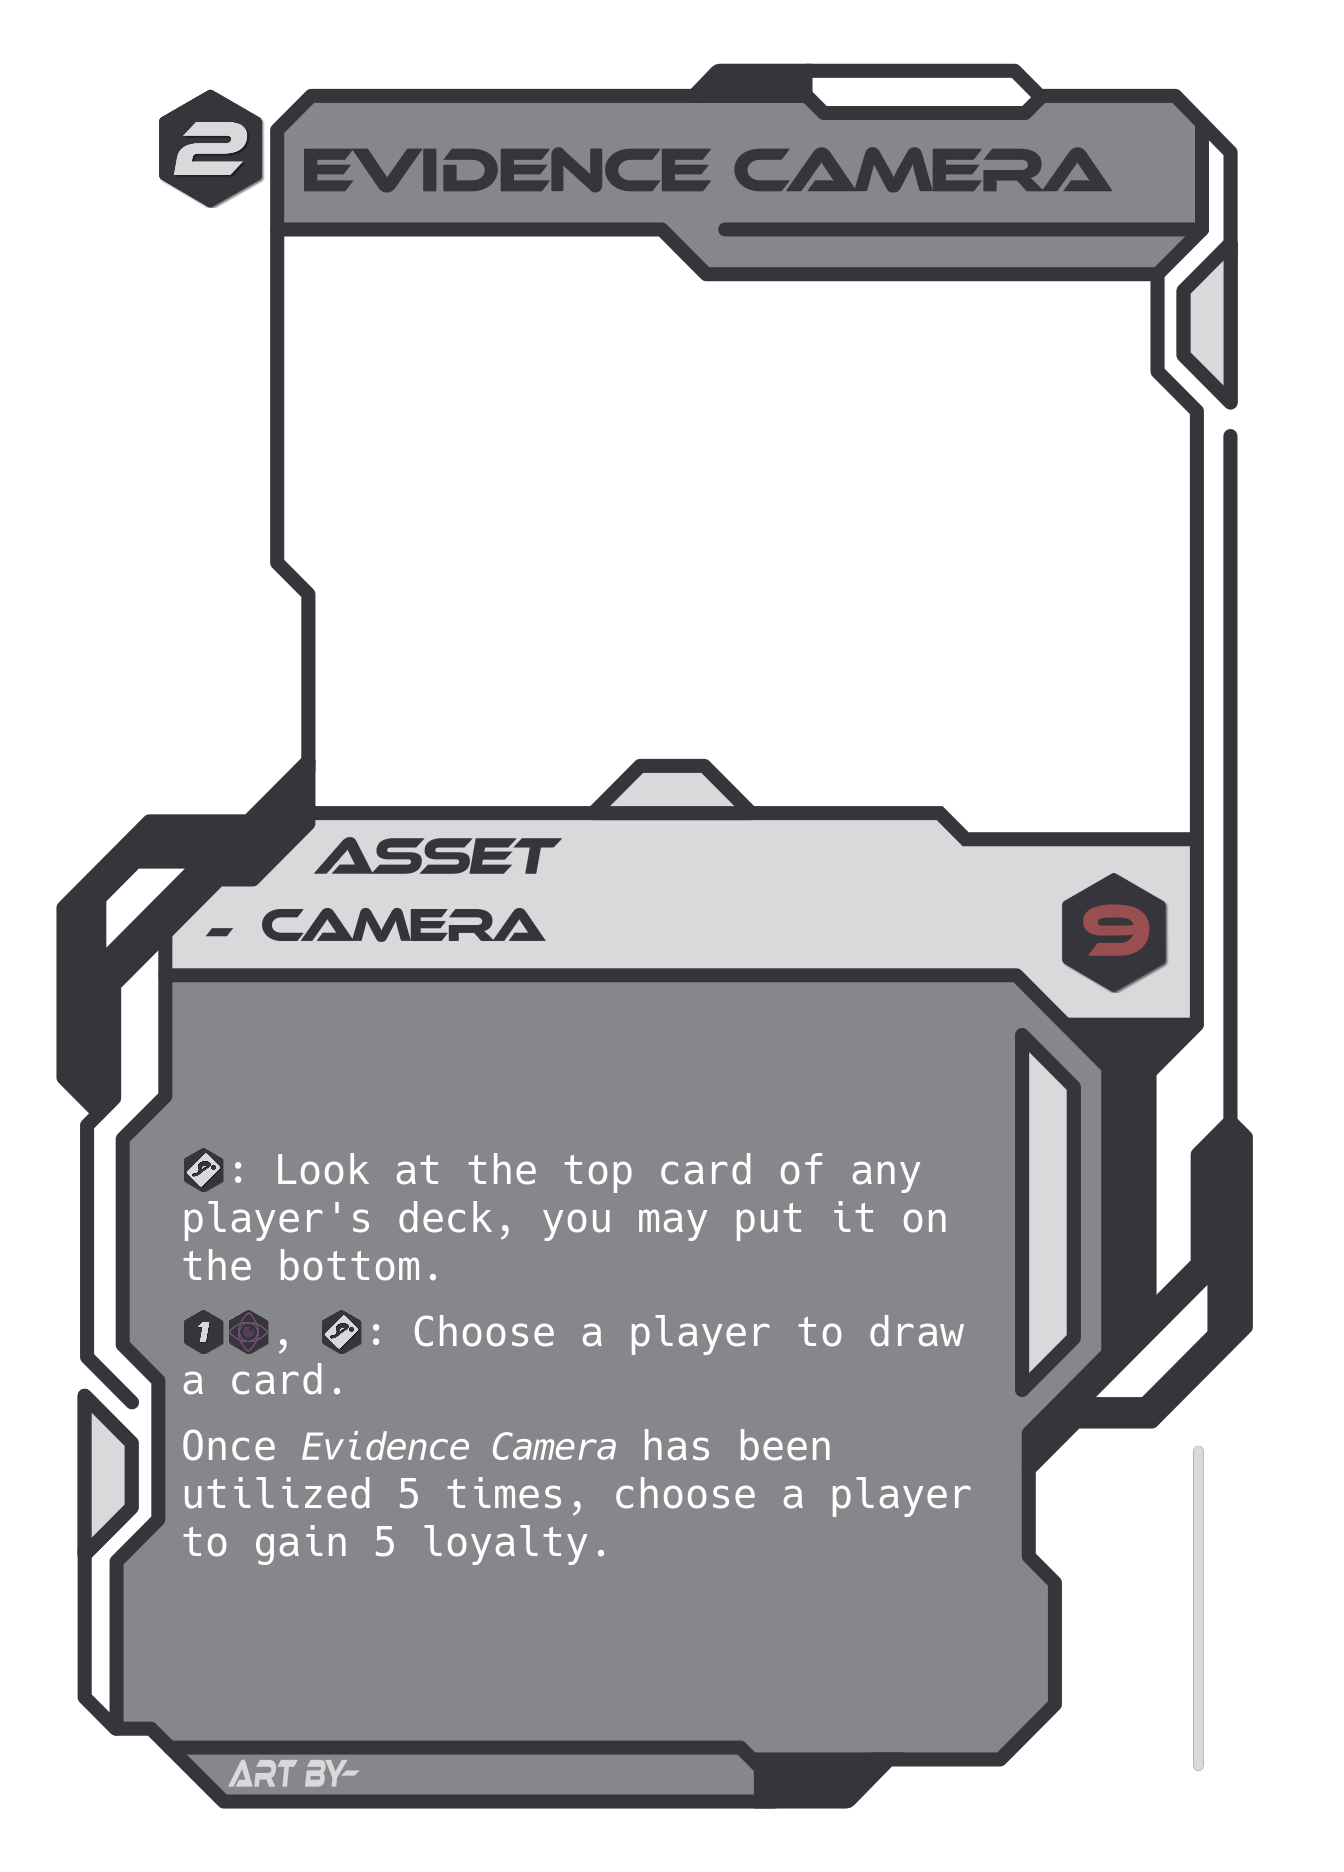 2
EVIDENCE CAMERA
ASSET
- CAMERA
9
: Look at the top card of any
player's deck, you may put it on
the bottom.
1 , : Choose a player to draw
a card.
Once Evidence Camera has been
utilized 5 times, choose a player
to gain 5 loyalty.
ART BY-